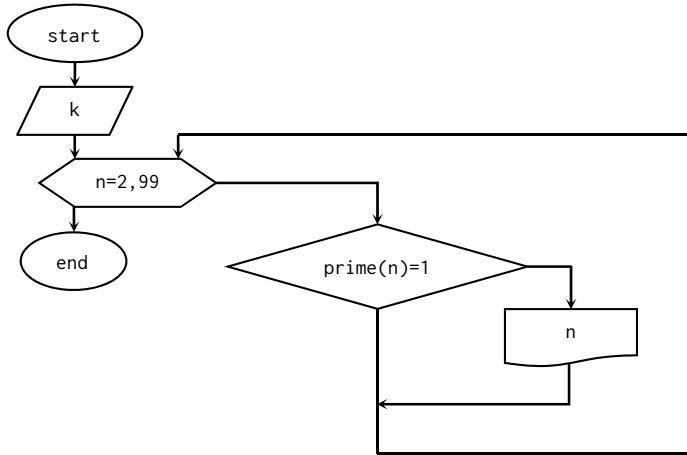 start
k
n=2,99
end
prime(n)=1
n